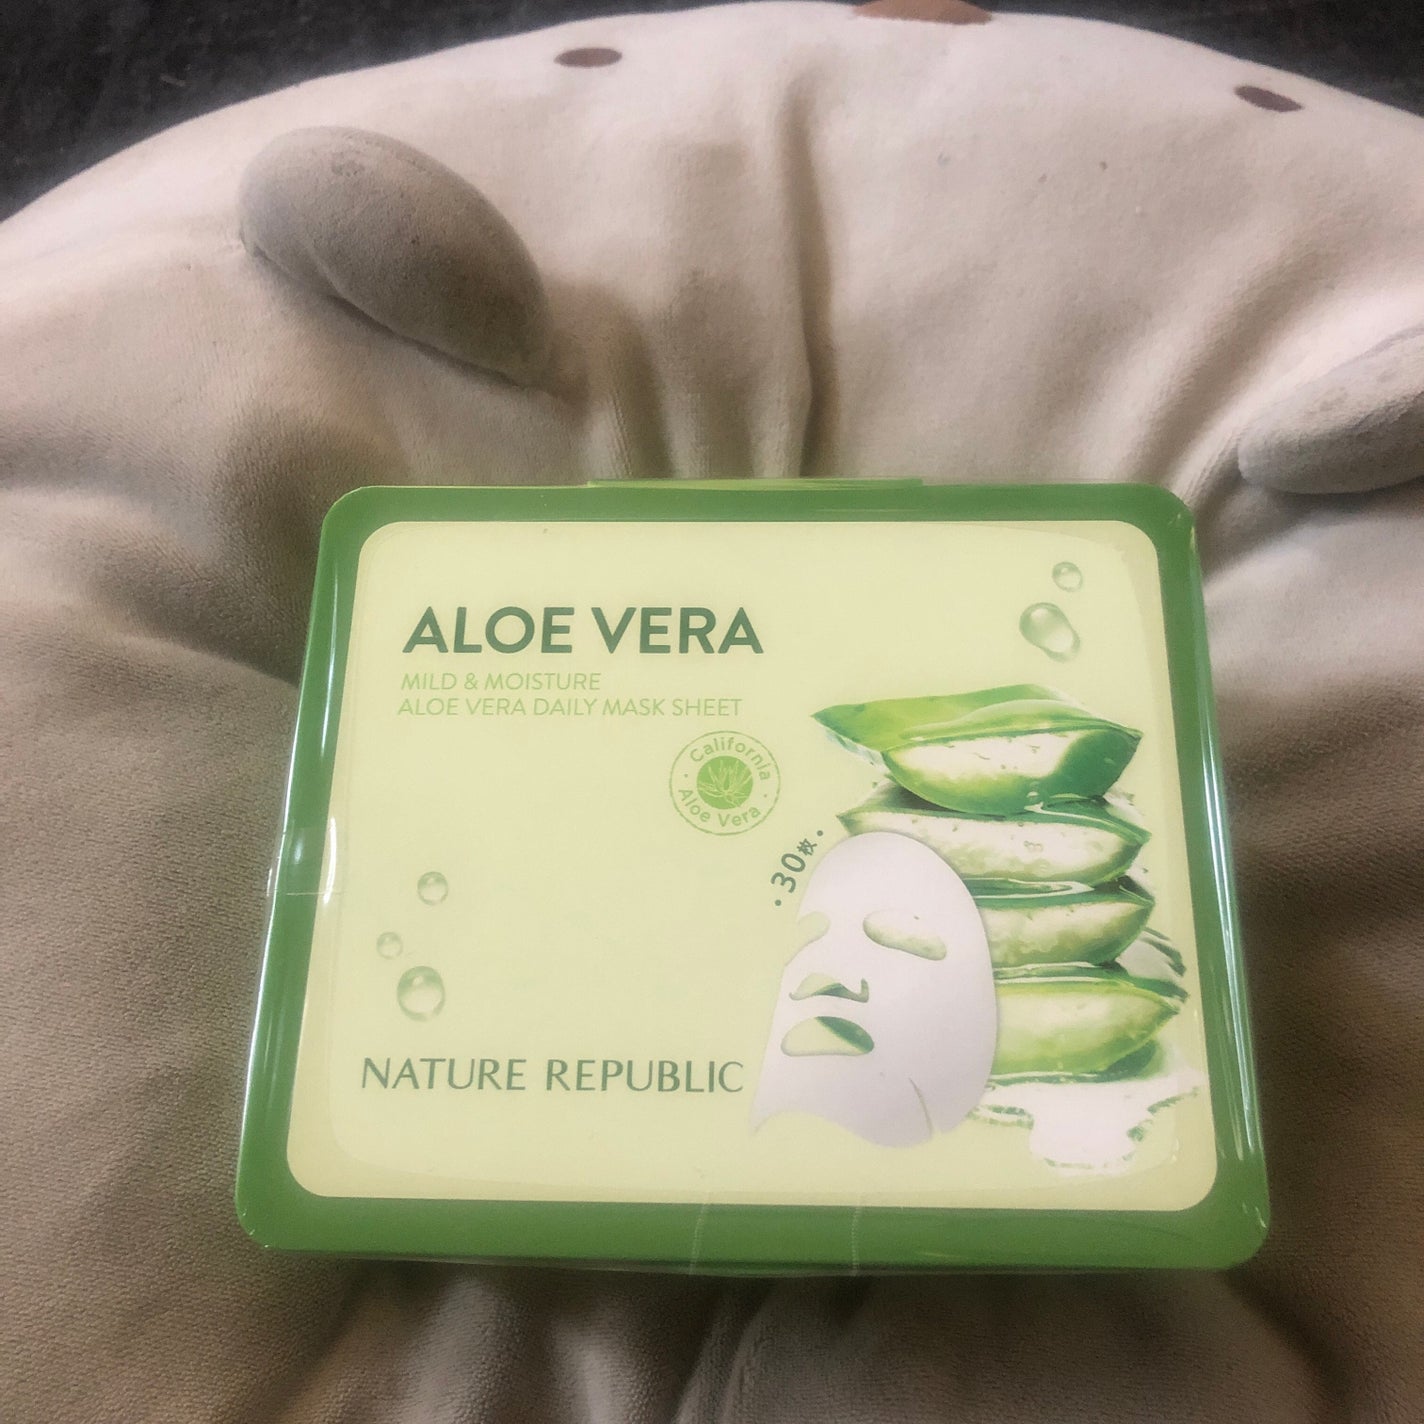 ALOE VERA
MILD & MOISTURE
ALOE VERA DAILY MASK SHEET
· California ·
Aloe Vera
· 30枚 ·
NATURE REPUBLIC